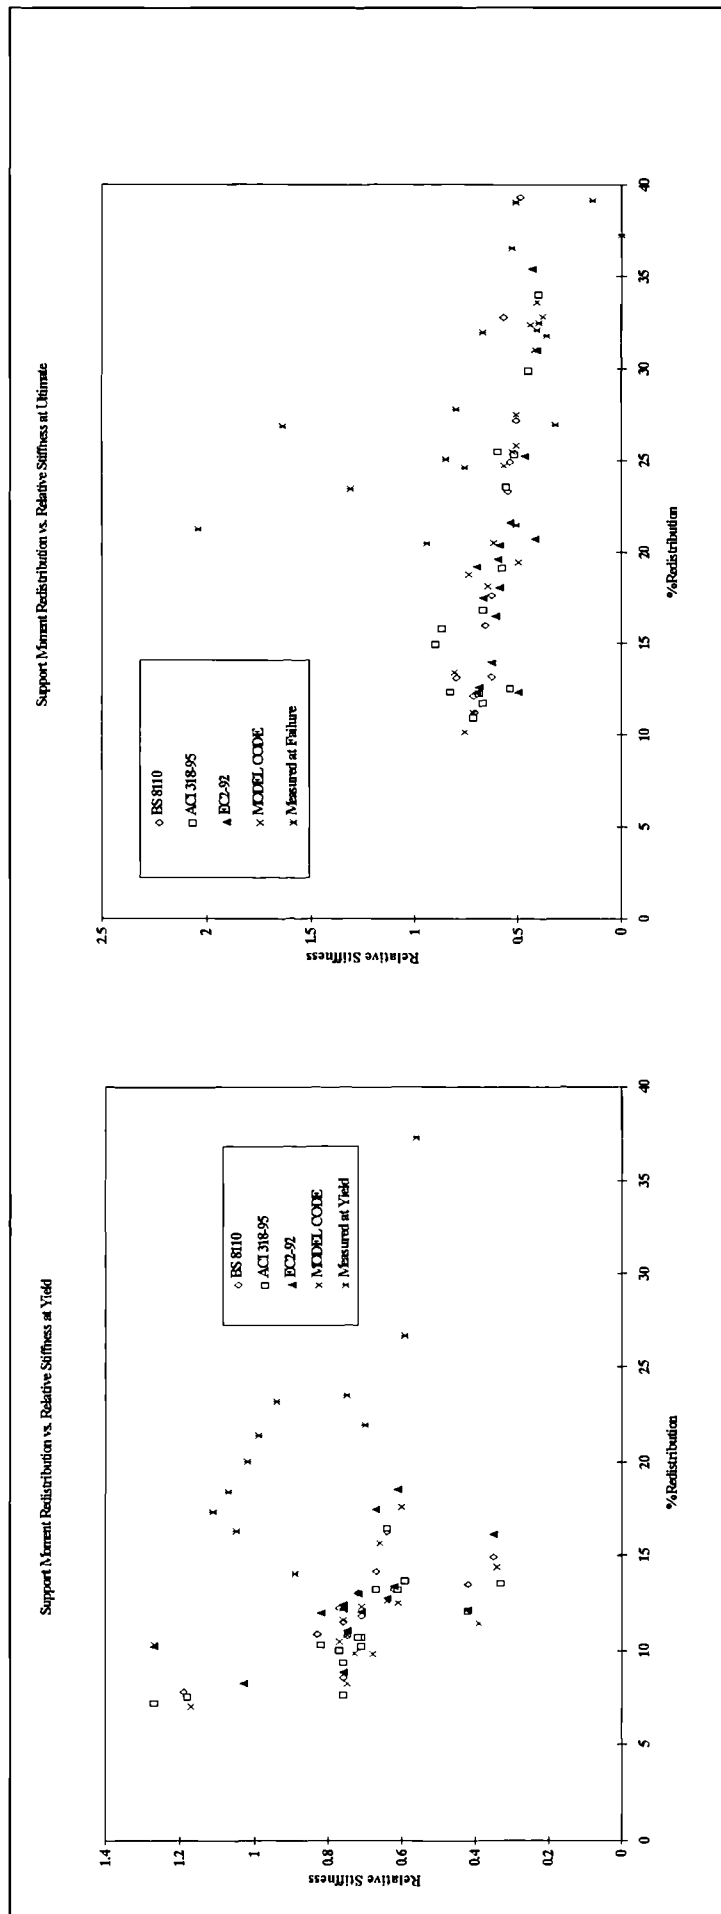 Support Moment Redistribution vs. Relative Stiffness at Yield
1.4
1.2
1
0.8
0.6
0.4
0.2
0
Relative Stiffness
BS 8110
ACI 318-95
EC2-92
MODEL CODE
Measured at Yield
0
5
10
15
20
25
30
35
40
%Redistribution
Support Moment Redistribution vs. Relative Stiffness at Ultimate
2.5
2
1.5
1
0.5
0
Relative Stiffness
BS 8110
ACI 318-95
EC2-92
MODEL CODE
Measured at Failure
0
5
10
15
20
25
30
35
40
%Redistribution